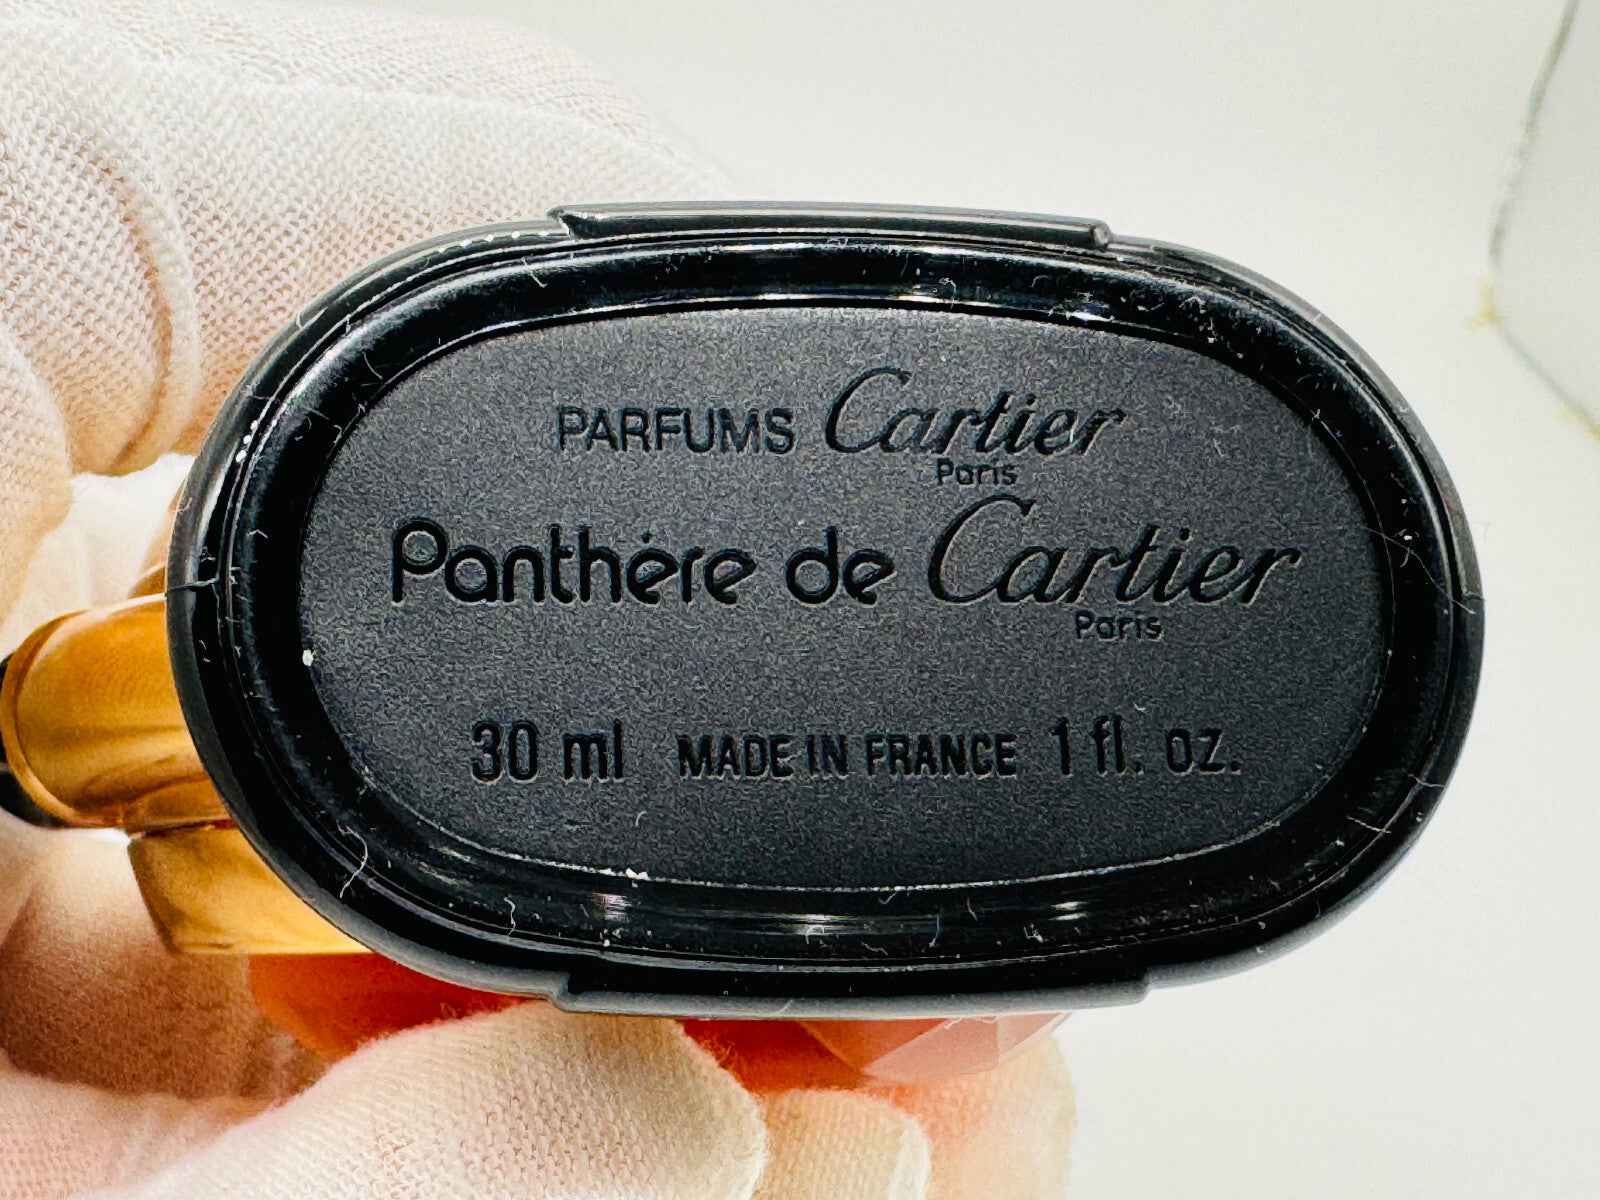 PARFUMS Cartier
Paris
Panthère de Cartier
Paris
30 ml MADE IN FRANCE 1 fl. oz.